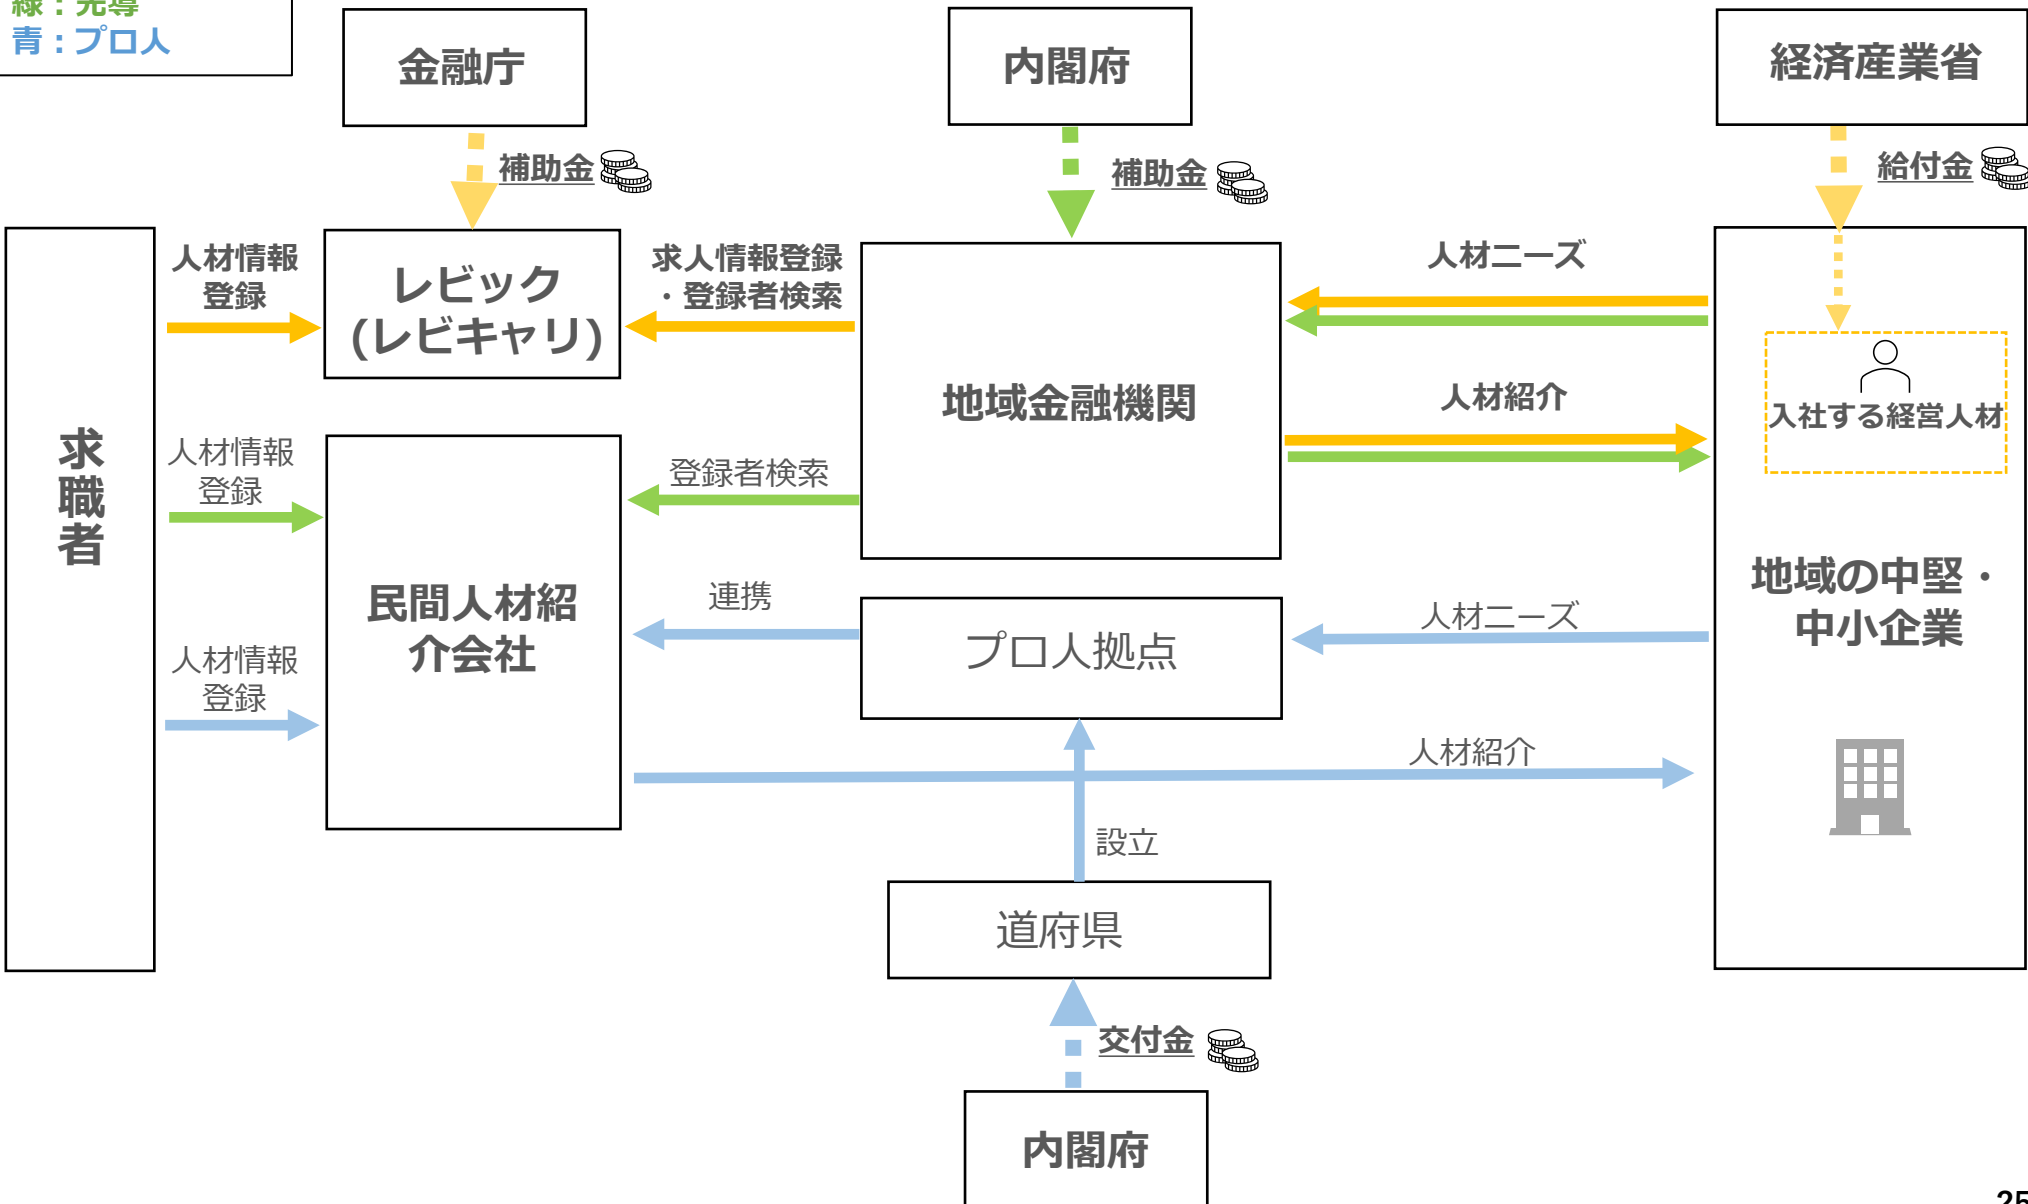 緑：先導
青：プロ人
金融庁
内閣府
経済産業省
補助金
補助金
給付金
人材情報
登録
レビック
(レビキャリ)
求人情報登録
・登録者検索
人材ニーズ
地域金融機関
人材紹介
入社する経営人材
求職者
人材情報
登録
登録者検索
民間人材紹
介会社
連携
プロ人拠点
人材ニーズ
地域の中堅・
中小企業
人材情報
登録
人材紹介
設立
道府県
交付金
内閣府
25